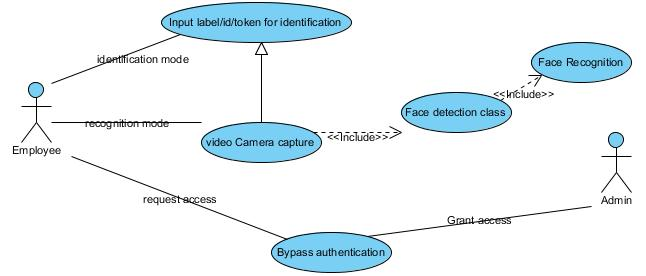 Input label/id/token for identification
identification mode
Face Recognition
<<Include>>
Face detection class
recognition mode
<<Include>>
video Camera capture
Employee
Admin
request access
Grant access
Bypass authentication